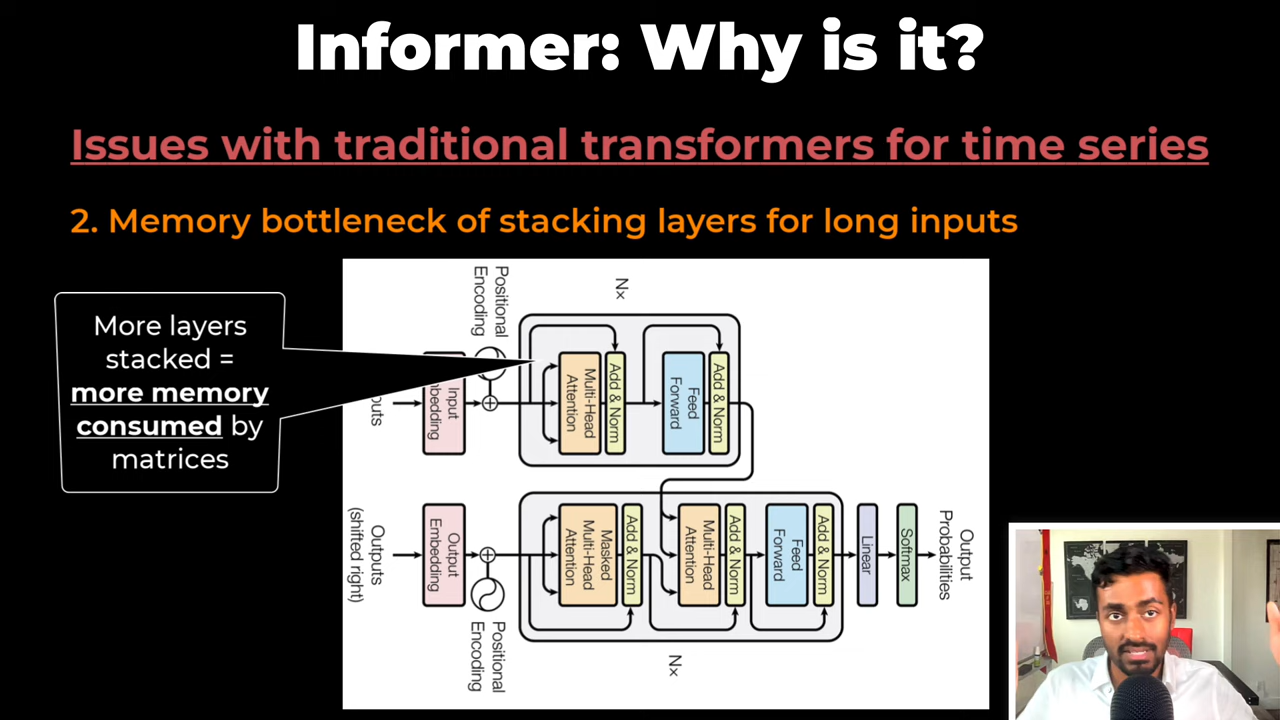 Informer: Why is it?
Issues with traditional transformers for time series
2. Memory bottleneck of stacking layers for long inputs
More layers
stacked =
more memory
consumed by
matrices
Positional
Encoding
Nx
Input
Multi-Head
Attention
Add & Norm
Feed
Forward
Add & Norm
Outputs
(shifted right)
Output
Embedding
Positional
Encoding
Masked
Multi-Head
Attention
Add & Norm
Multi-Head
Attention
Add & Norm
Feed
Forward
Add & Norm
Nx
Linear
Softmax
Output
Probabilities